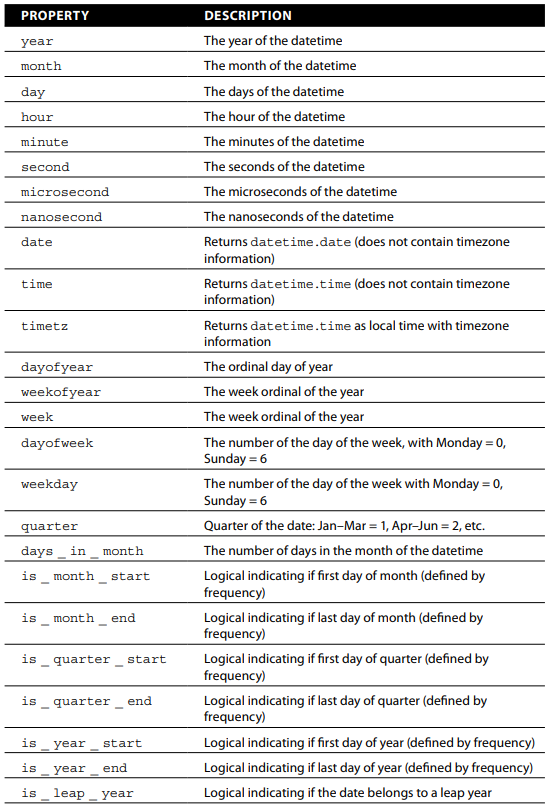 PROPERTY DESCRIPTION
year The year of the datetime
month The month of the datetime
day The days of the datetime
hour The hour of the datetime
minute The minutes of the datetime
second The seconds of the datetime
microsecond The microseconds of the datetime
nanosecond The nanoseconds of the datetime
date Returns datetime.date (does not contain timezone
information)
time Returns datetime.time (does not contain timezone
information)
timetz Returns datetime.time as local time with timezone
information
dayofyear The ordinal day of year
weekofyear The week ordinal of the year
week The week ordinal of the year
dayofweek The number of the day of the week, with Monday = 0,
Sunday = 6
weekday The number of the day of the week with Monday = 0,
Sunday = 6
quarter Quarter of the date: Jan–Mar = 1, Apr–Jun = 2, etc.
days _ in _ month The number of days in the month of the datetime
is _ month _ start Logical indicating if first day of month (defined by
frequency)
is _ month _ end Logical indicating if last day of month (defined by
frequency)
is _ quarter _ start Logical indicating if first day of quarter (defined by
frequency)
is _ quarter _ end Logical indicating if last day of quarter (defined by
frequency)
is _ year _ start Logical indicating if first day of year (defined by frequency)
is _ year _ end Logical indicating if last day of year (defined by frequency)
is _ leap _ year Logical indicating if the date belongs to a leap year